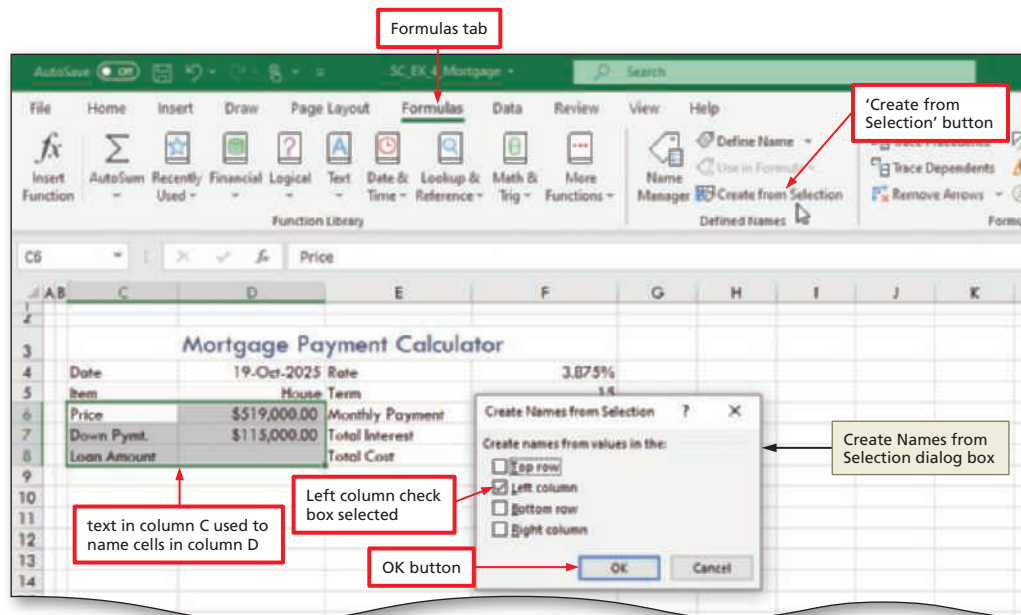 Formulas tab
AutoSave Off SC_EX_4_Mortgage Search
File Home Insert Draw Page Layout Formulas Data Review View Help
'Create from
Selection' button
fx Insert Function
AutoSum
Recently Used
Financial
Logical
Text
Date & Time
Lookup & Reference
Math & Trig
More Functions
Function Library
Name Manager
Define Name
Use in Formula
Create from Selection
Defined Names
Trace Precedents
Trace Dependents
Remove Arrows
C6 fx Price
A B C D E F G H I J K
3 Mortgage Payment Calculator
4 Date 19-Oct-2025 Rate 3.875%
5 Item House Term 15
6 Price $519,000.00 Monthly Payment
7 Down Pymt. $115,000.00 Total Interest
8 Loan Amount Total Cost
9
10
11
12
13
14
Create Names from Selection ? ×
Create names from values in the:
Top row
Left column
Bottom row
Right column
OK Cancel
Create Names from
Selection dialog box
Left column check
box selected
text in column C used to
name cells in column D
OK button